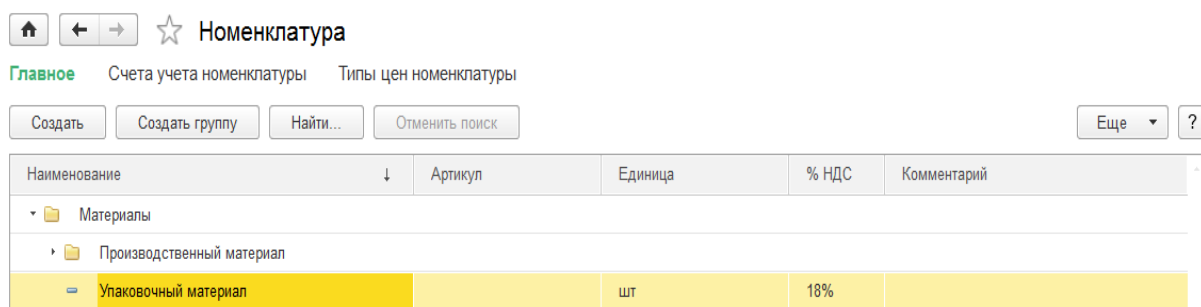 Номенклатура
Главное Счета учета номенклатуры Типы цен номенклатуры
Создать Создать группу Найти... Отменить поиск Еще ?
Наименование ↓ Артикул Единица % НДС Комментарий
Материалы
Производственный материал
Упаковочный материал шт 18%